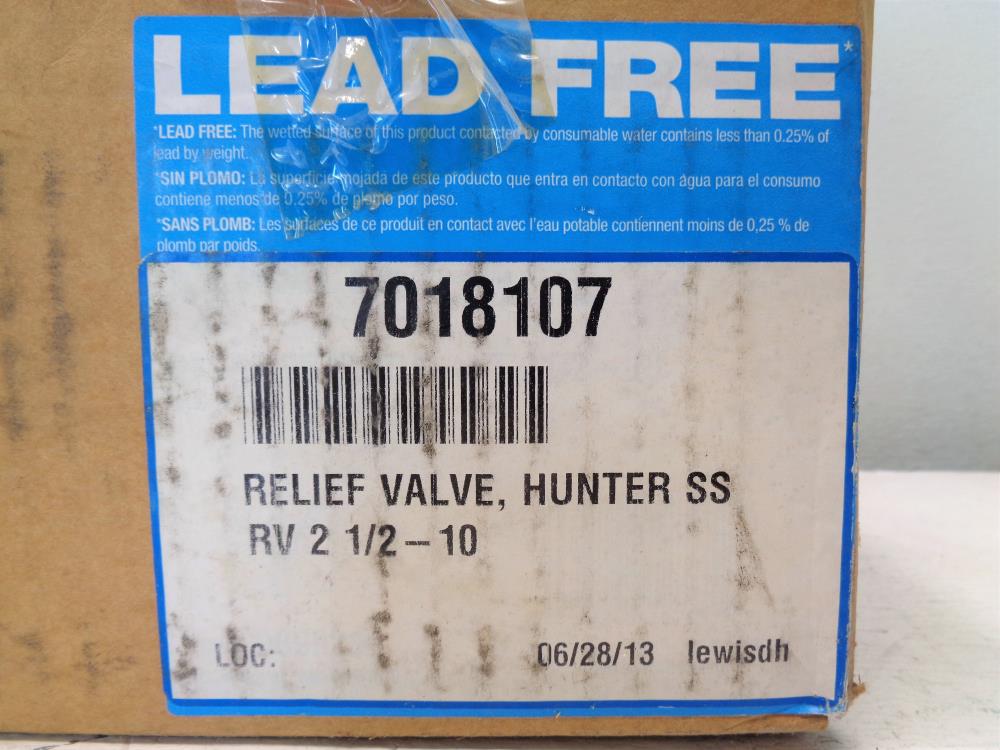 LEAD FREE*
*LEAD FREE: The wetted surface of this product contacted by consumable water contains less than 0.25% of
lead by weight.
*SIN PLOMO: La superficie mojada de este producto que entra en contacto con agua para el consumo
contiene menos de 0.25% de plomo por peso.
*SANS PLOMB: Les surfaces de ce produit en contact avec l'eau potable contiennent moins de 0,25 % de
plomb par poids.
7018107
RELIEF VALVE, HUNTER SS
RV 2 1/2-10
LOC: 06/28/13 lewisdh